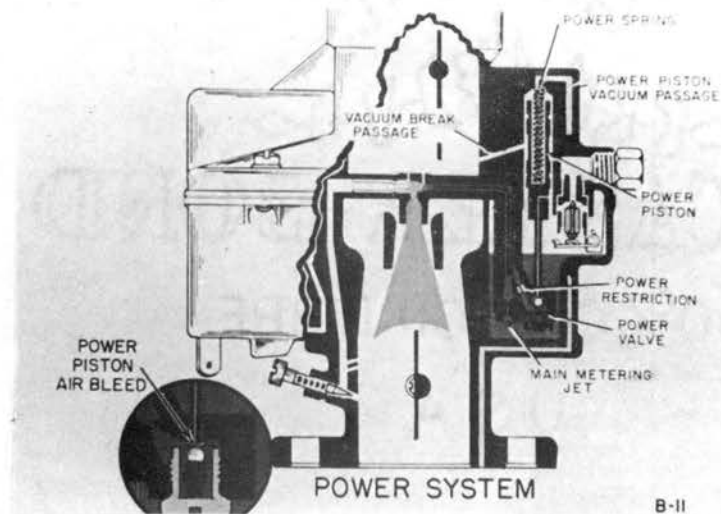 POWER SPRING
POWER PISTON
VACUUM PASSAGE
VACUUM BREAK
PASSAGE
POWER
PISTON
POWER
RESTRICTION
POWER
VALVE
MAIN METERING
JET
POWER
PISTON
AIR BLEED
POWER SYSTEM
B-11